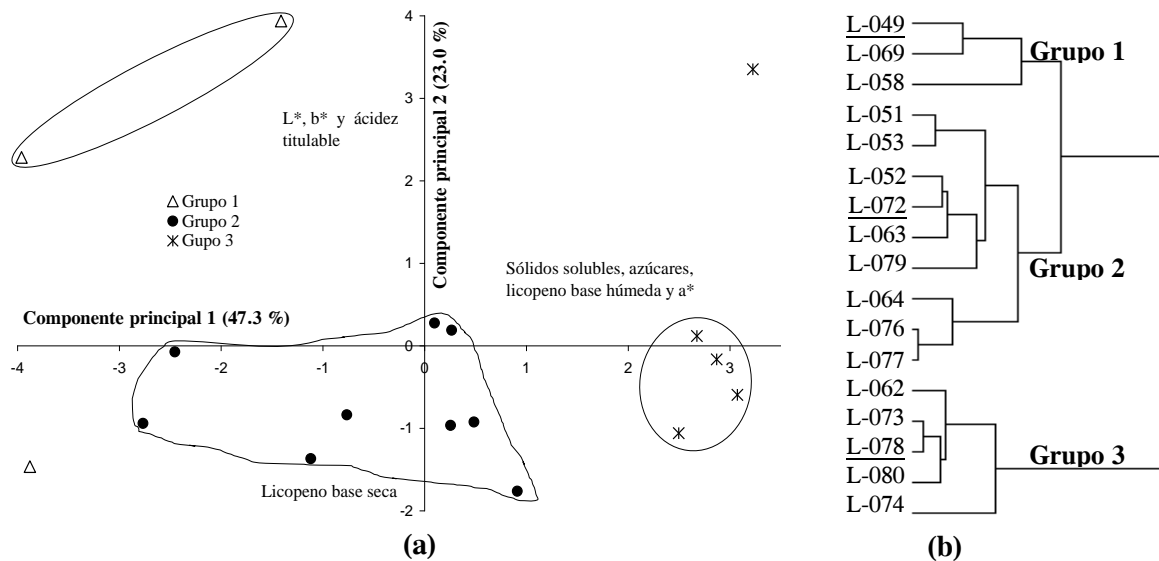 4
3
2
1
0
-1
-2
-4
-3
-2
-1
0
1
2
3
Componente principal 2 (23.0 %)
L*, b* y ácidez
titulable
Grupo 1
Grupo 2
Gupo 3
Sólidos solubles, azúcares,
licopeno base húmeda y a*
Componente principal 1 (47.3 %)
Licopeno base seca
(a)
L-049
L-069
L-058
L-051
L-053
L-052
L-072
L-063
L-079
L-064
L-076
L-077
L-062
L-073
L-078
L-080
L-074
Grupo 1
Grupo 2
Grupo 3
(b)